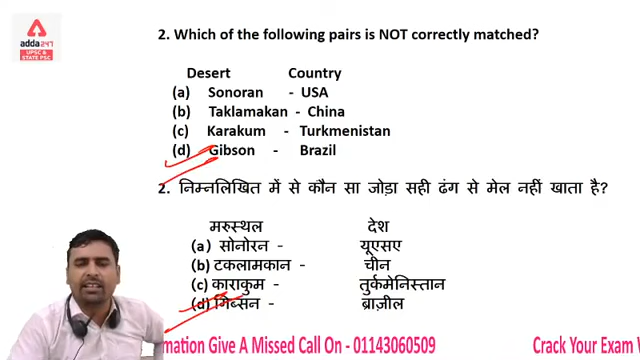 adda247
UPSC
& STATE PSC
2. Which of the following pairs is NOT correctly matched?
Desert Country
(a) Sonoran - USA
(b) Taklamakan - China
(c) Karakum - Turkmenistan
(d) Gibson - Brazil
2. निम्नलिखित में से कौन सा जोड़ा सही ढंग से मेल नहीं खाता है?
मरुस्थल देश
(a) सोनोरन - यूएसए
(b) टकलामकान - चीन
(c) काराकुम - तुर्कमेनिस्तान
(d) गिब्सन - ब्राज़ील
mation Give A Missed Call On - 01143060509 Crack Your Exam W